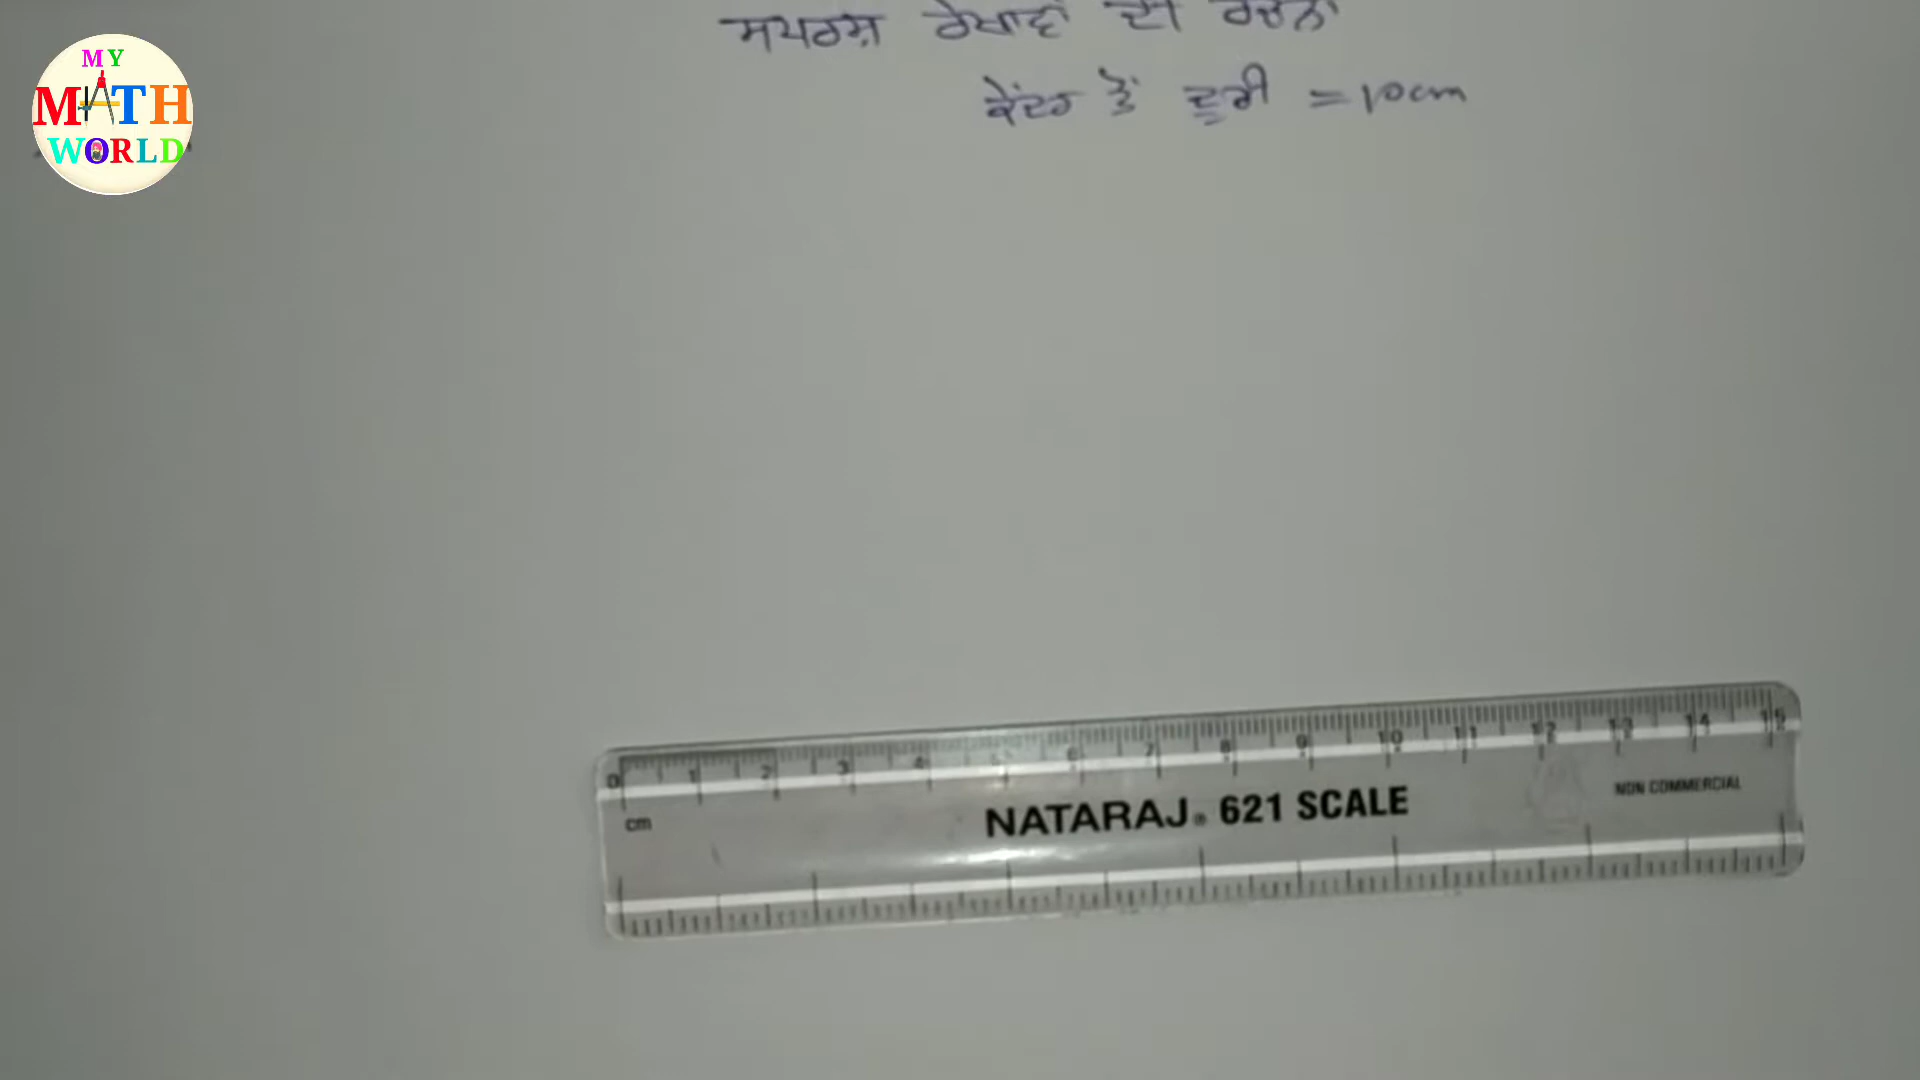 MY
MATH
WORLD
ਸਪਰਸ਼ ਰੇਖਾਵਾਂ ਦੀ ਰਚਨਾ
ਕੇਂਦਰ ਤੋਂ ਦੂਰੀ = 10cm
0 1 2 3 4 5 6 7 8 9 10 11 12 13 14 15
cm
NATARAJ® 621 SCALE
NON COMMERCIAL